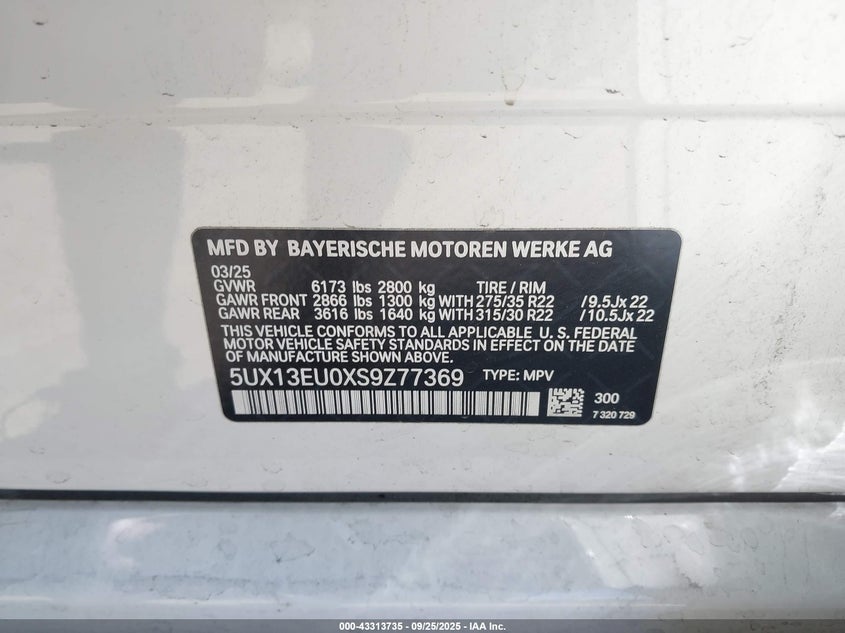 MFD BY BAYERISCHE MOTOREN WERKE AG
03/25
GVWR 6173 lbs 2800 kg TIRE / RIM
GAWR FRONT 2866 lbs 1300 kg WITH 275/35 R22 /9.5Jx 22
GAWR REAR 3616 lbs 1640 kg WITH 315/30 R22 /10.5Jx 22
THIS VEHICLE CONFORMS TO ALL APPLICABLE U. S. FEDERAL
MOTOR VEHICLE SAFETY STANDARDS IN EFFECT ON THE DATE
OF MANUFACTURE SHOWN ABOVE.
5UX13EU0XS9Z77369 TYPE: MPV
300
7 320 729
000-43313735 - 09/25/2025 - IAA Inc.